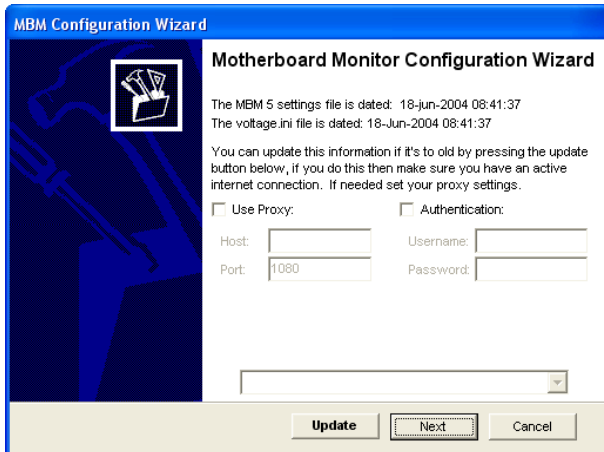 MBM Configuration Wizard
Motherboard Monitor Configuration Wizard
The MBM 5 settings file is dated: 18-jun-2004 08:41:37
The voltage.ini file is dated: 18-Jun-2004 08:41:37
You can update this information if it's to old by pressing the update
button below, if you do this then make sure you have an active
internet connection. If needed set your proxy settings.
Use Proxy: Authentication:
Host: Username:
Port: 1080 Password:
Update Next Cancel